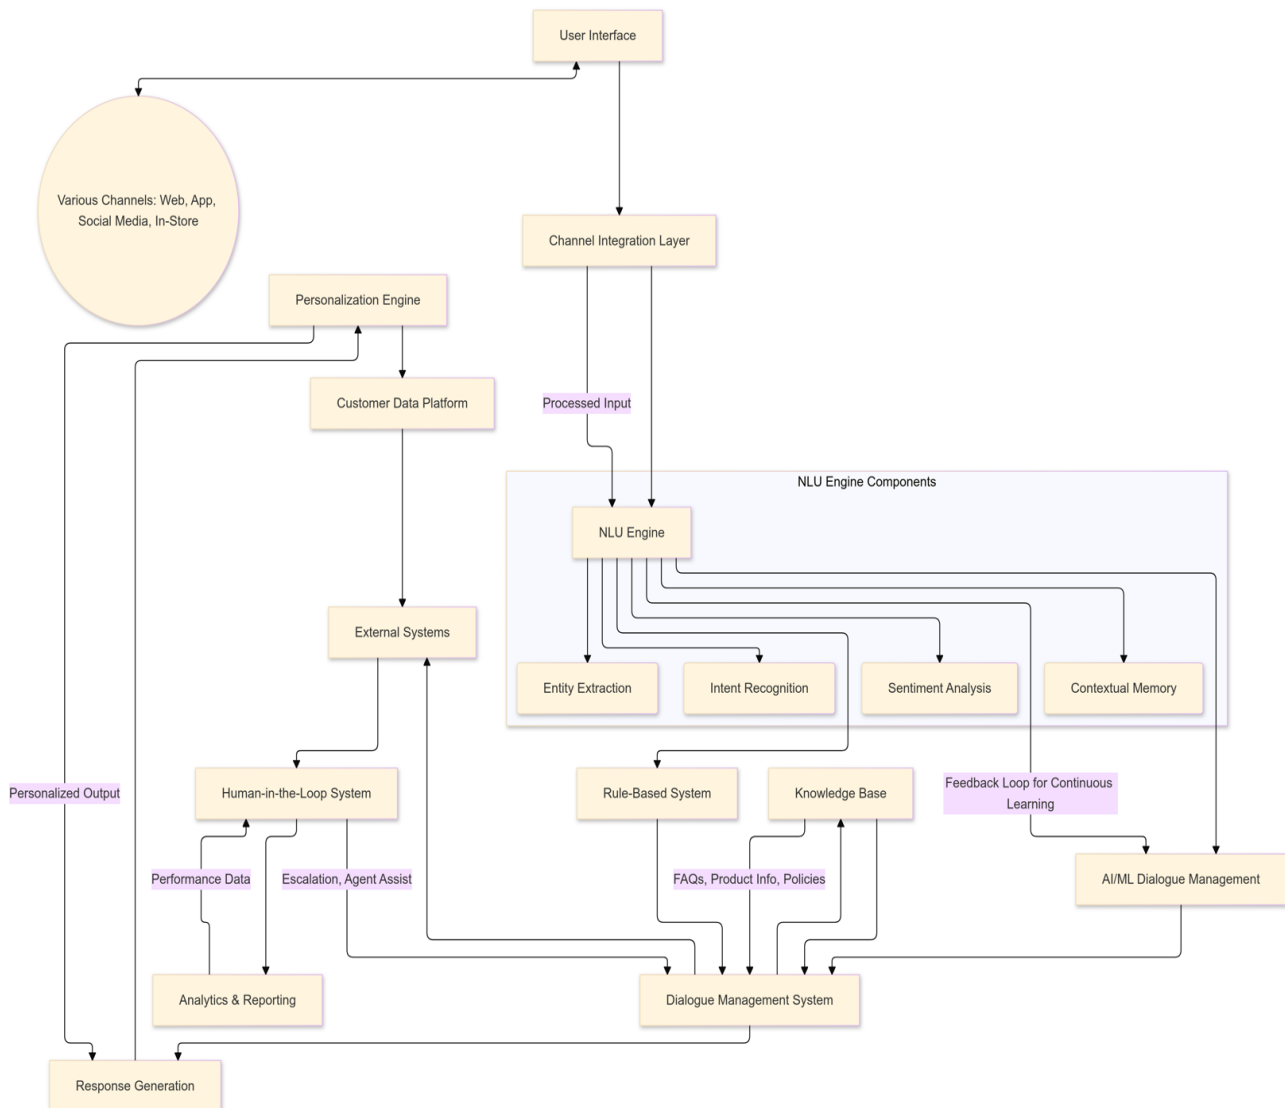 User Interface
Various Channels: Web, App,
Social Media, In-Store
Channel Integration Layer
Personalization Engine
Customer Data Platform
Processed Input
NLU Engine Components
NLU Engine
External Systems
Entity Extraction
Intent Recognition
Sentiment Analysis
Contextual Memory
Personalized Output
Human-in-the-Loop System
Rule-Based System
Knowledge Base
Feedback Loop for Continuous
Learning
Performance Data
Escalation, Agent Assist
FAQs, Product Info, Policies
AI/ML Dialogue Management
Analytics & Reporting
Dialogue Management System
Response Generation